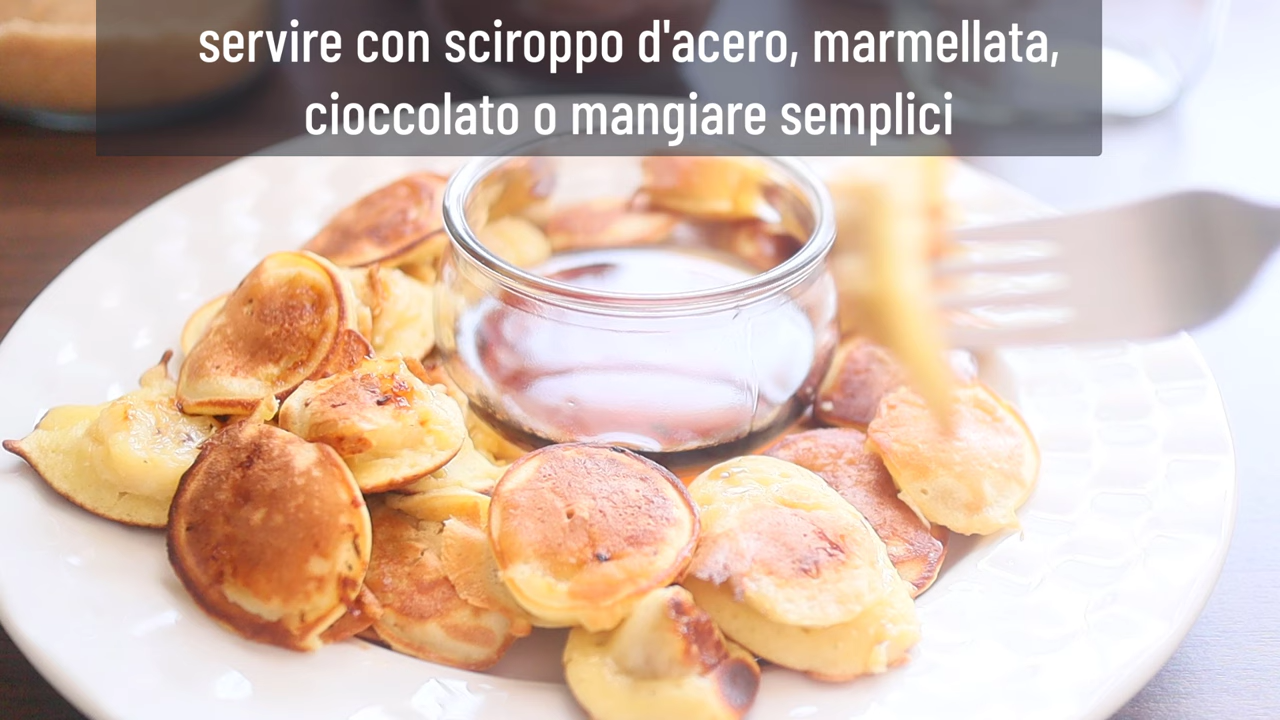 servire con sciroppo d'acero, marmellata,
cioccolato o mangiare semplici